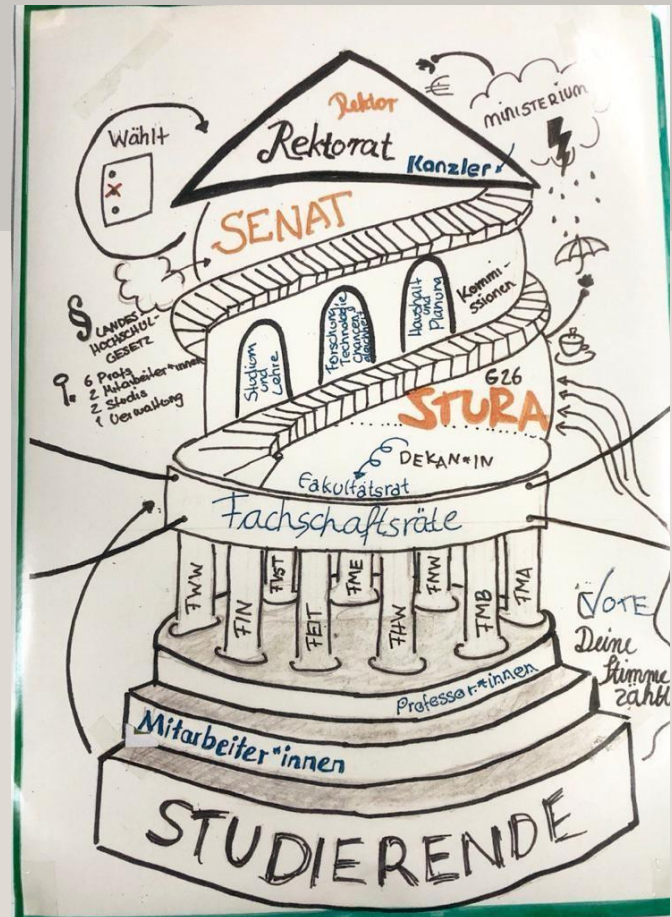 Rektor
Rektorat
Kanzler
€
MINISTERIUM
Wählt
x
SENAT
§ LANDES-
HOCHSCHUL-
GESETZ
6 Profs
2 Mitarbeiter*innen
2 Studis
1 Verwaltung
Studium
und
Lehre
Forschung
Technologie
Chancen
Haushalt
und
Planung
Kommi-
ssionen
G26
STURA
DEKAN*IN
Fakultätsrat
Fachschaftsräte
FWW
FIN
FVST
FEIT
FME
FHW
FNW
FMB
FMA
VOTE
Deine
Stimme
zählt
Professor*innen
Mitarbeiter*innen
STUDIERENDE